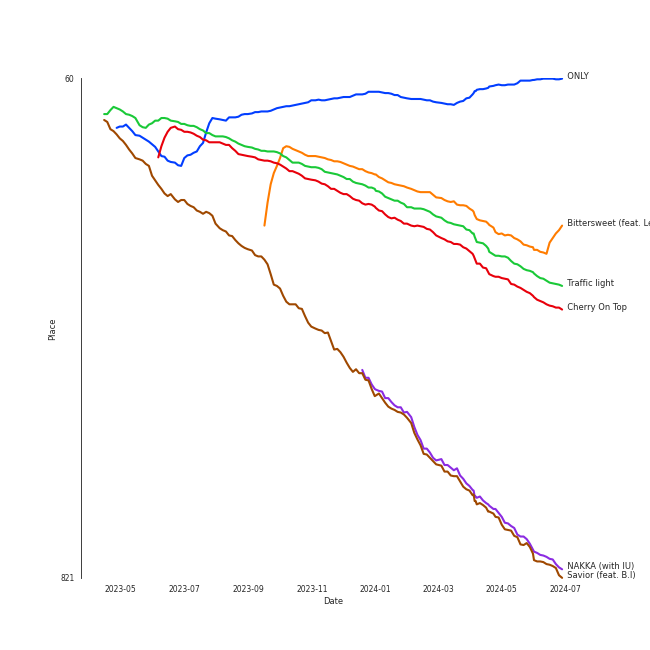 60
ONLY
Bittersweet (feat. Le
Traffic light
Cherry On Top
Place
NAKKA (with IU)
Savior (feat. B.I)
821
2023-05 2023-07 2023-09 2023-11 2024-01 2024-03 2024-05 2024-07
Date